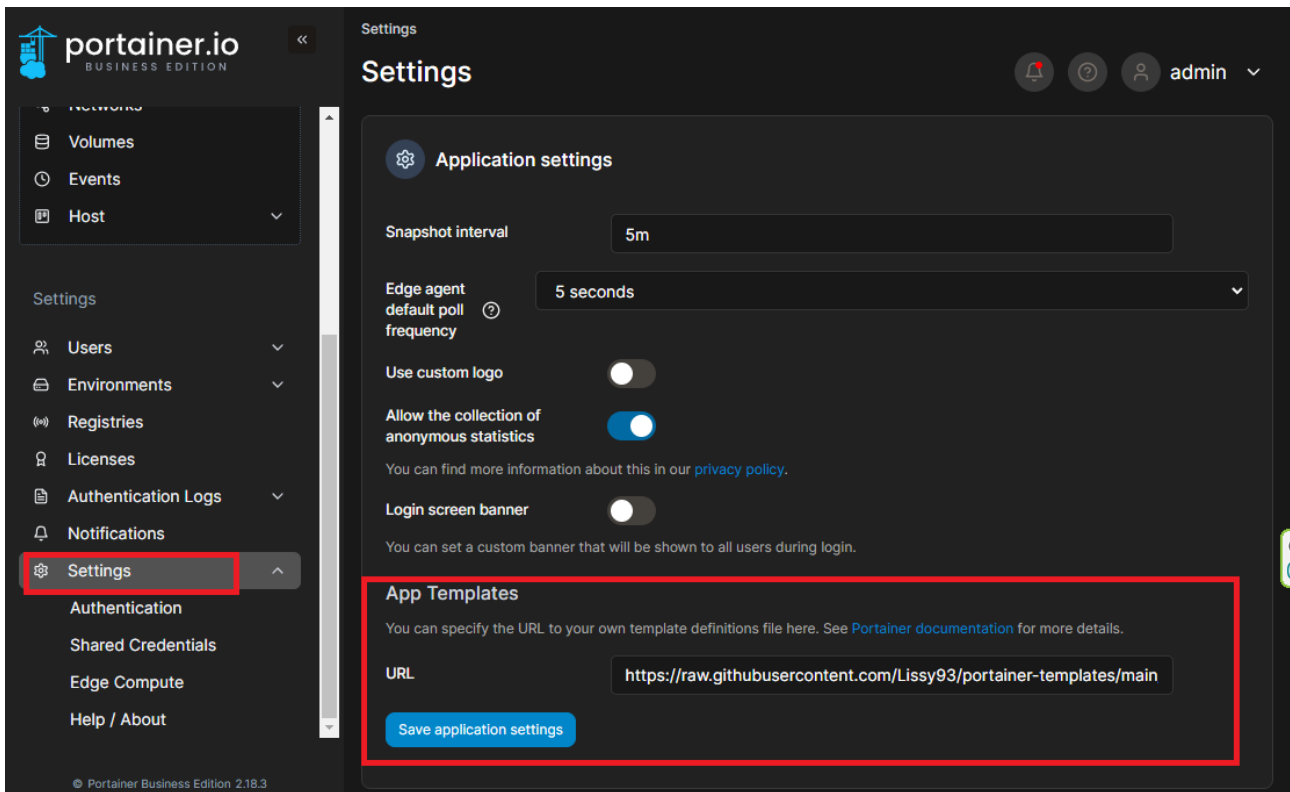 portainer.io
BUSINESS EDITION
Networks
Volumes
Events
Host
Settings
Users
Environments
Registries
Licenses
Authentication Logs
Notifications
Settings
Authentication
Shared Credentials
Edge Compute
Help / About
© Portainer Business Edition 2.18.3
Settings
Settings
admin
Application settings
Snapshot interval
5m
Edge agent
default poll
frequency
5 seconds
Use custom logo
Allow the collection of
anonymous statistics
You can find more information about this in our privacy policy.
Login screen banner
You can set a custom banner that will be shown to all users during login.
App Templates
You can specify the URL to your own template definitions file here. See Portainer documentation for more details.
URL
https://raw.githubusercontent.com/Lissy93/portainer-templates/main
Save application settings